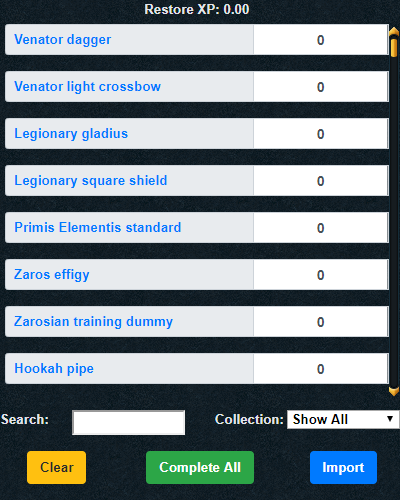 Restore XP: 0.00
Venator dagger 0
Venator light crossbow 0
Legionary gladius 0
Legionary square shield 0
Primis Elementis standard 0
Zaros effigy 0
Zarosian training dummy 0
Hookah pipe 0
Search: Collection: Show All
Clear Complete All Import